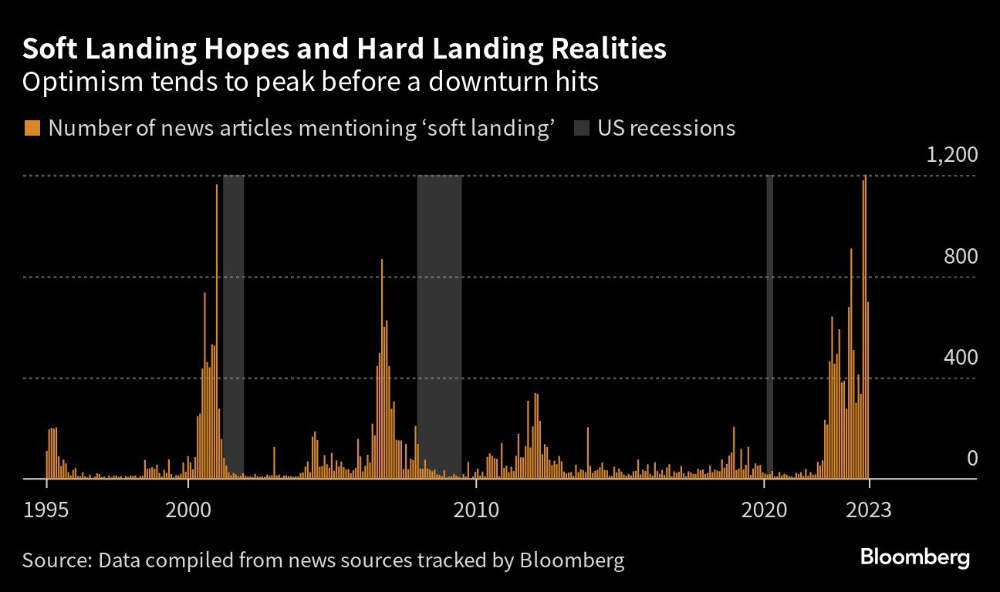 Soft Landing Hopes and Hard Landing Realities
Optimism tends to peak before a downturn hits
Number of news articles mentioning ‘soft landing’ US recessions
1,200
800
400
0
1995 2000 2010 2020 2023
Source: Data compiled from news sources tracked by Bloomberg
Bloomberg